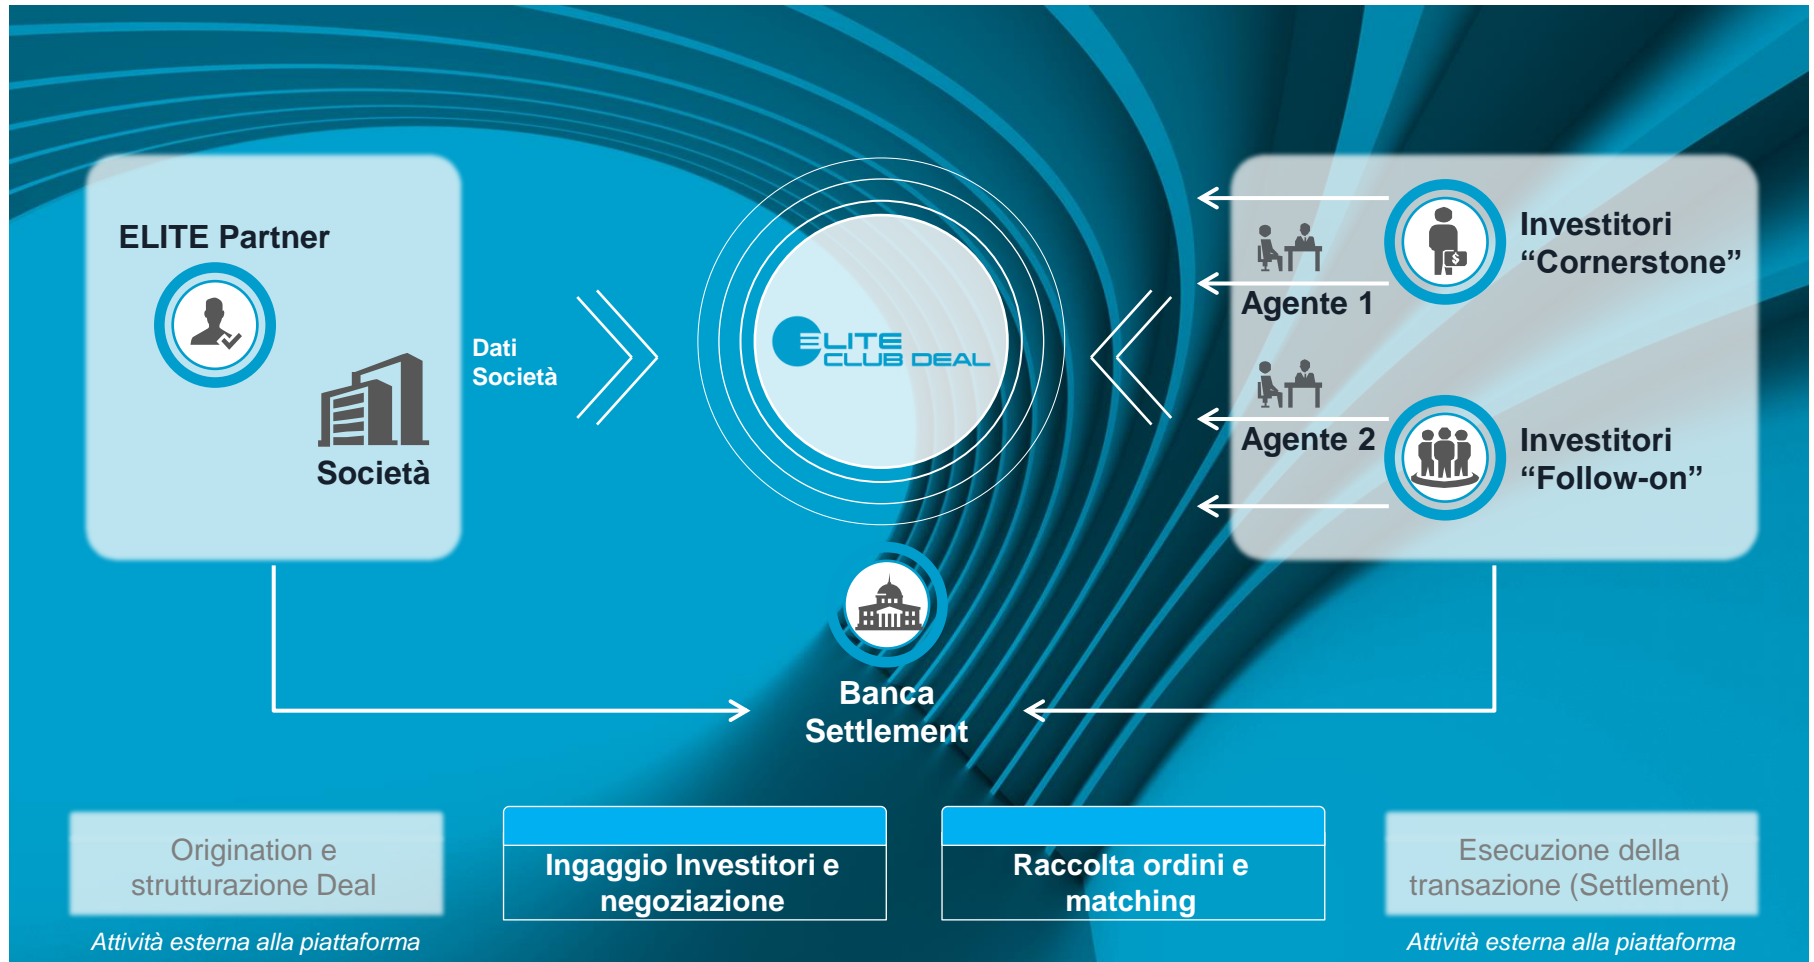 ELITE Partner
Società
Dati
Società
ELITE
CLUB DEAL
Agente 1
Agente 2
Investitori
“Cornerstone”
Investitori
“Follow-on”
$
Banca
Settlement
Origination e
strutturazione Deal
Attività esterna alla piattaforma
Ingaggio Investitori e
negoziazione
Raccolta ordini e
matching
Esecuzione della
transazione (Settlement)
Attività esterna alla piattaforma